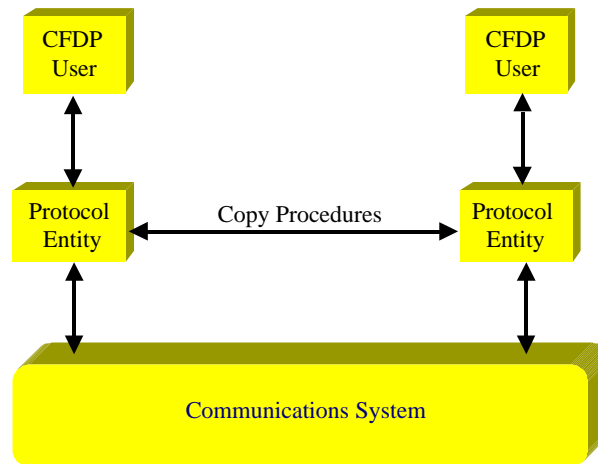 CFDP
User
CFDP
User
Protocol
Entity
Copy Procedures
Protocol
Entity
Communications System